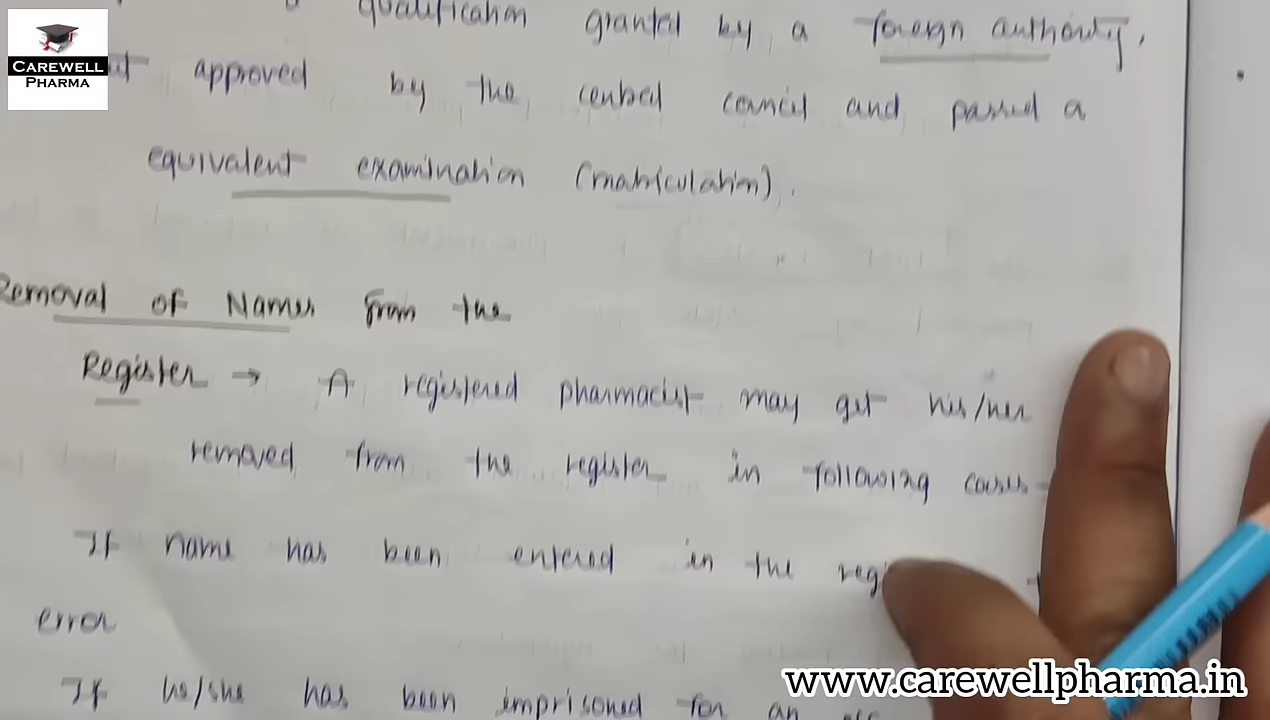 CAREWELL
PHARMA
qualification granted by a foreign authority,
approved by the central council and passed a
equivalent examination (matriculation).
Removal of Names from the
Register → A registered pharmacist may get his/her
removed from the register in following cases-
If name has been entered in the
error
If he/she has been imprisoned for an
www.carewellpharma.in